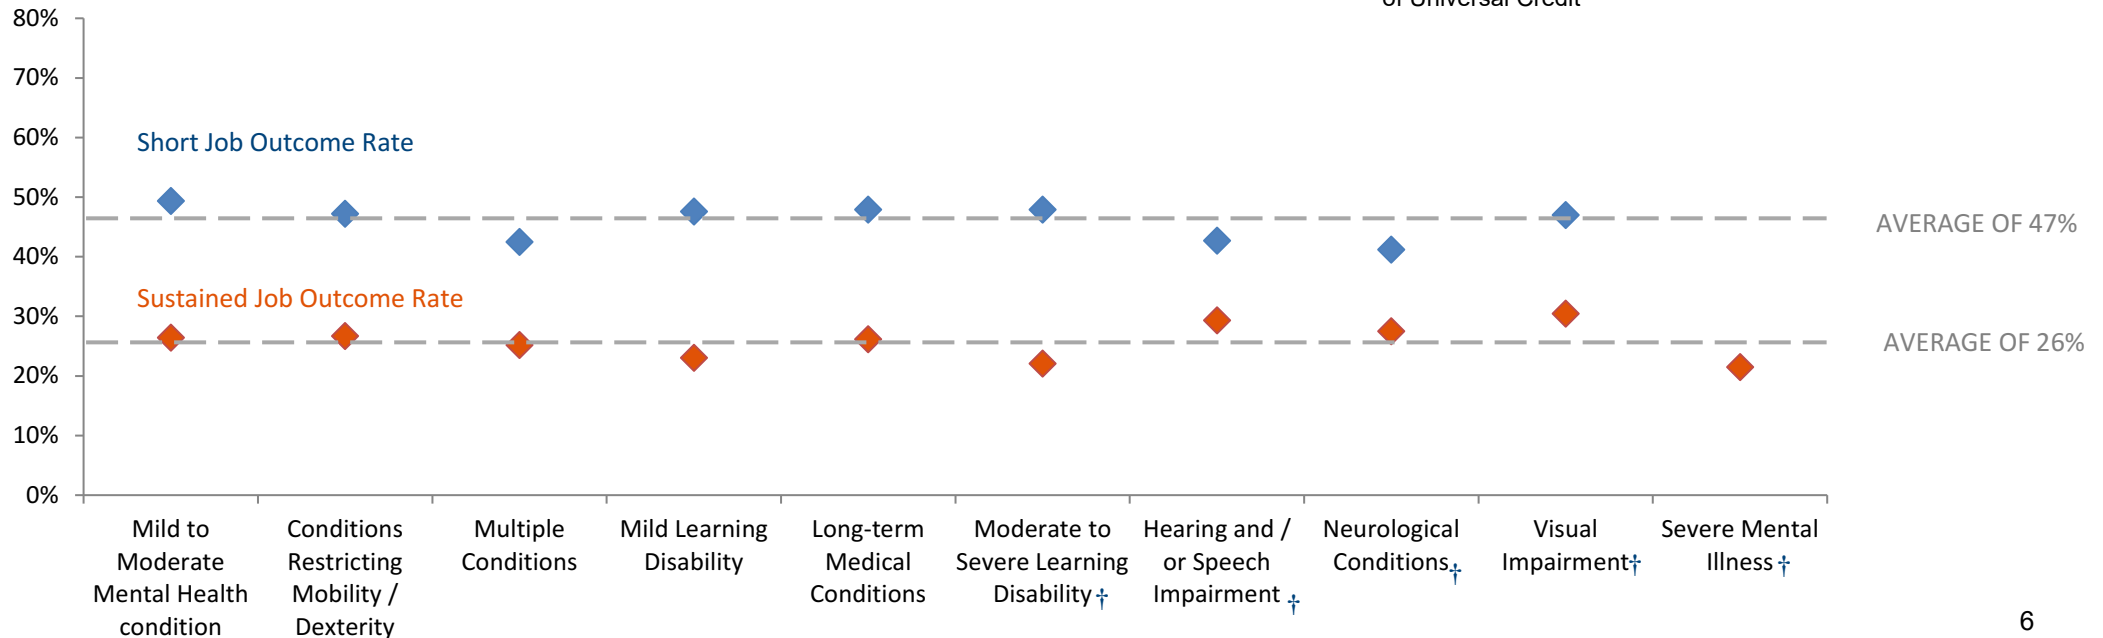 of Universal Credit
80%
70%
60%
50%
40%
30%
20%
10%
0%
Short Job Outcome Rate
Sustained Job Outcome Rate
AVERAGE OF 47%
AVERAGE OF 26%
Mild to
Moderate
Mental Health
condition
Conditions
Restricting
Mobility /
Dexterity
Multiple
Conditions
Mild Learning
Disability
Long-term
Medical
Conditions
Moderate to
Severe Learning
Disability †
Hearing and /
or Speech
Impairment †
Neurological
Conditions†
Visual
Impairment†
Severe Mental
Illness †
6